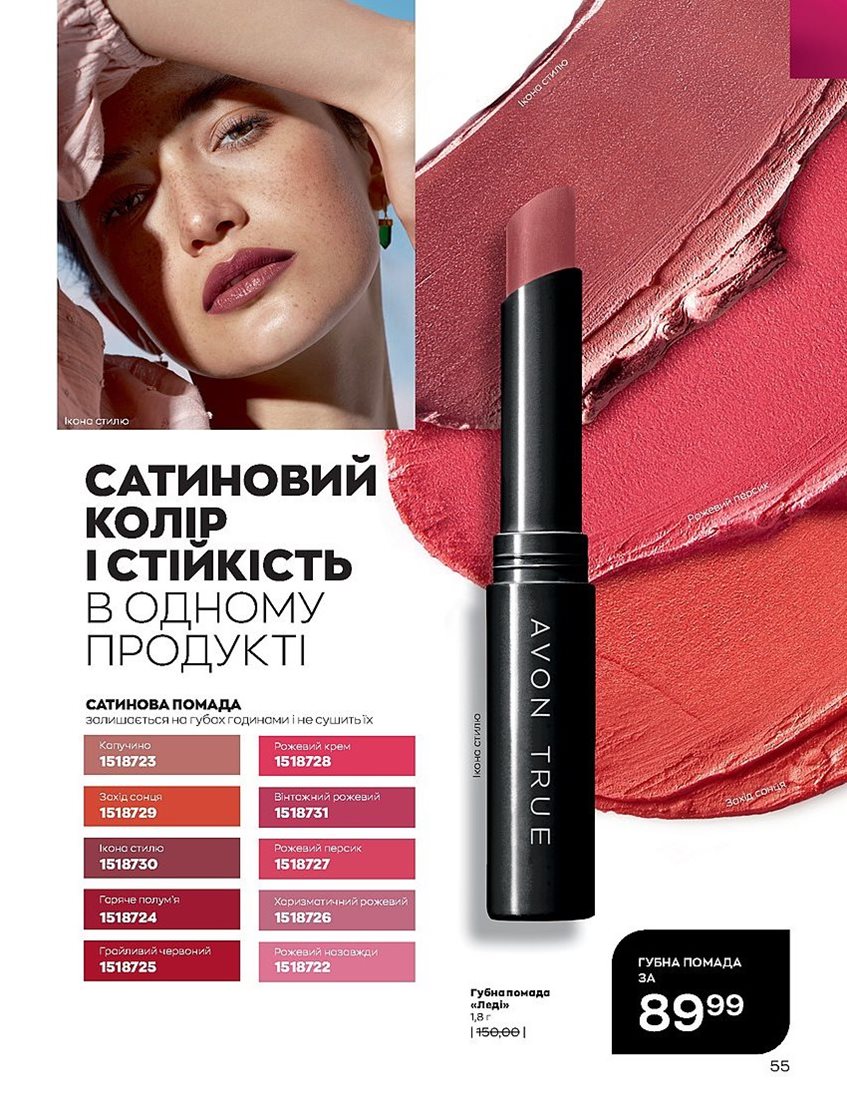 Ікона стилю
Ікона стилю
САТИНОВИЙ
КОЛІР
І СТІЙКІСТЬ
В ОДНОМУ
ПРОДУКТІ
Рожевий персик
AVON TRUE
Ікона стилю
Захід сонця
САТИНОВА ПОМАДА
залишається на губах годинами і не сушить їх
Капучино
1518723
Рожевий крем
1518728
Захід сонця
1518729
Вінтажний рожевий
1518731
Ікона стилю
1518730
Рожевий персик
1518727
Гаряче полум'я
1518724
Харизматичний рожевий
1518726
Грайливий червоний
1518725
Рожевий назавжди
1518722
Губна помада
«Леді»
1,8 г
| 150,00 |
ГУБНА ПОМАДА
ЗА
89⁹⁹
55